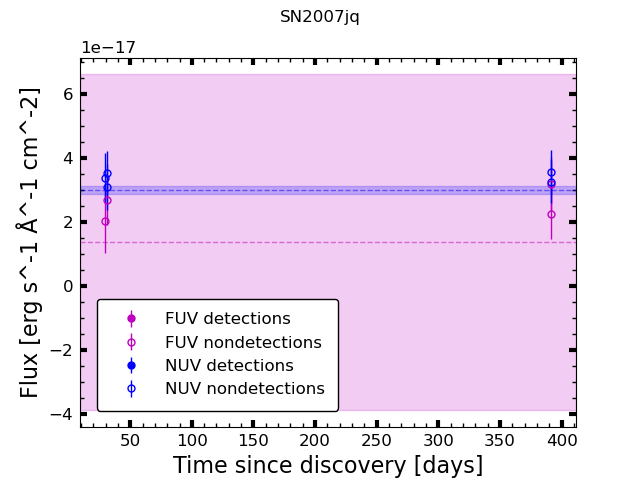 SN2007jq
1e−17
Flux [erg s^-1 Å^-1 cm^-2]
6
4
2
0
−2
−4
FUV detections
FUV nondetections
NUV detections
NUV nondetections
50 100 150 200 250 300 350 400
Time since discovery [days]